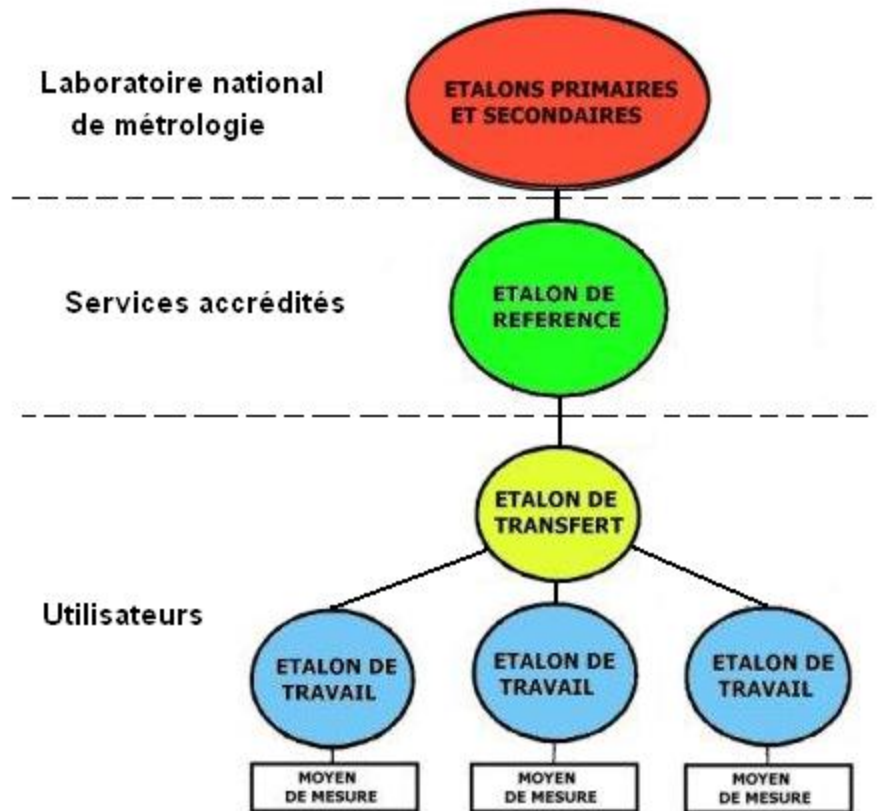 Laboratoire national
de métrologie
ETALONS PRIMAIRES
ET SECONDAIRES
Services accrédités
ETALON DE
REFERENCE
ETALON DE
TRANSFERT
Utilisateurs
ETALON DE
TRAVAIL
ETALON DE
TRAVAIL
ETALON DE
TRAVAIL
MOYEN
DE MESURE
MOYEN
DE MESURE
MOYEN
DE MESURE